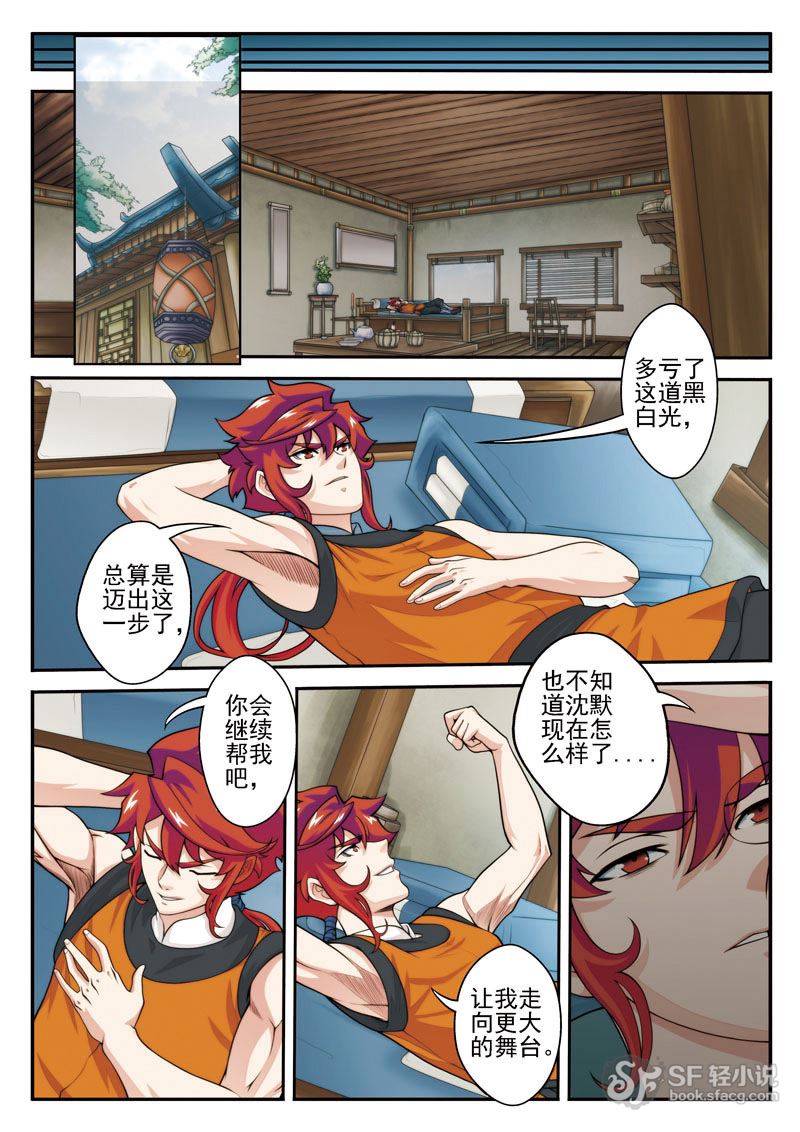 多亏了
这道黑
白光，
总算是
迈出这
一步了，
你会
继续
帮我
吧，
让我走
向更大
的舞台。
也不知
道沈默
现在怎
么样了....
SF 轻小说
book.sfacg.com